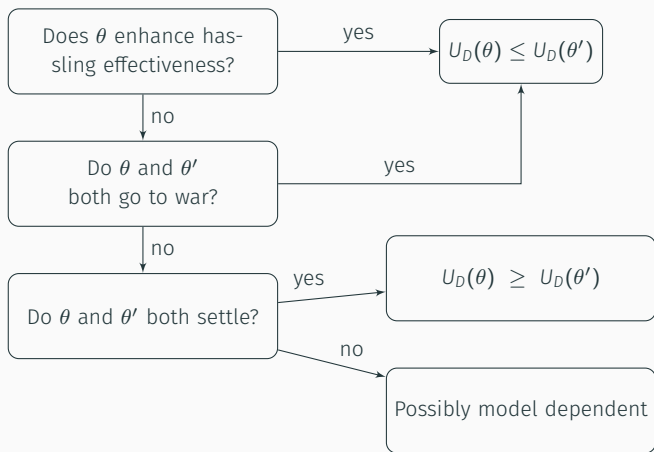 Does θ enhance has-
sling effectiveness?
yes
U_D(θ) ≤ U_D(θ′)
no
Do θ and θ′
both go to war?
yes
no
Do θ and θ′ both settle?
yes
U_D(θ) ≥ U_D(θ′)
no
Possibly model dependent